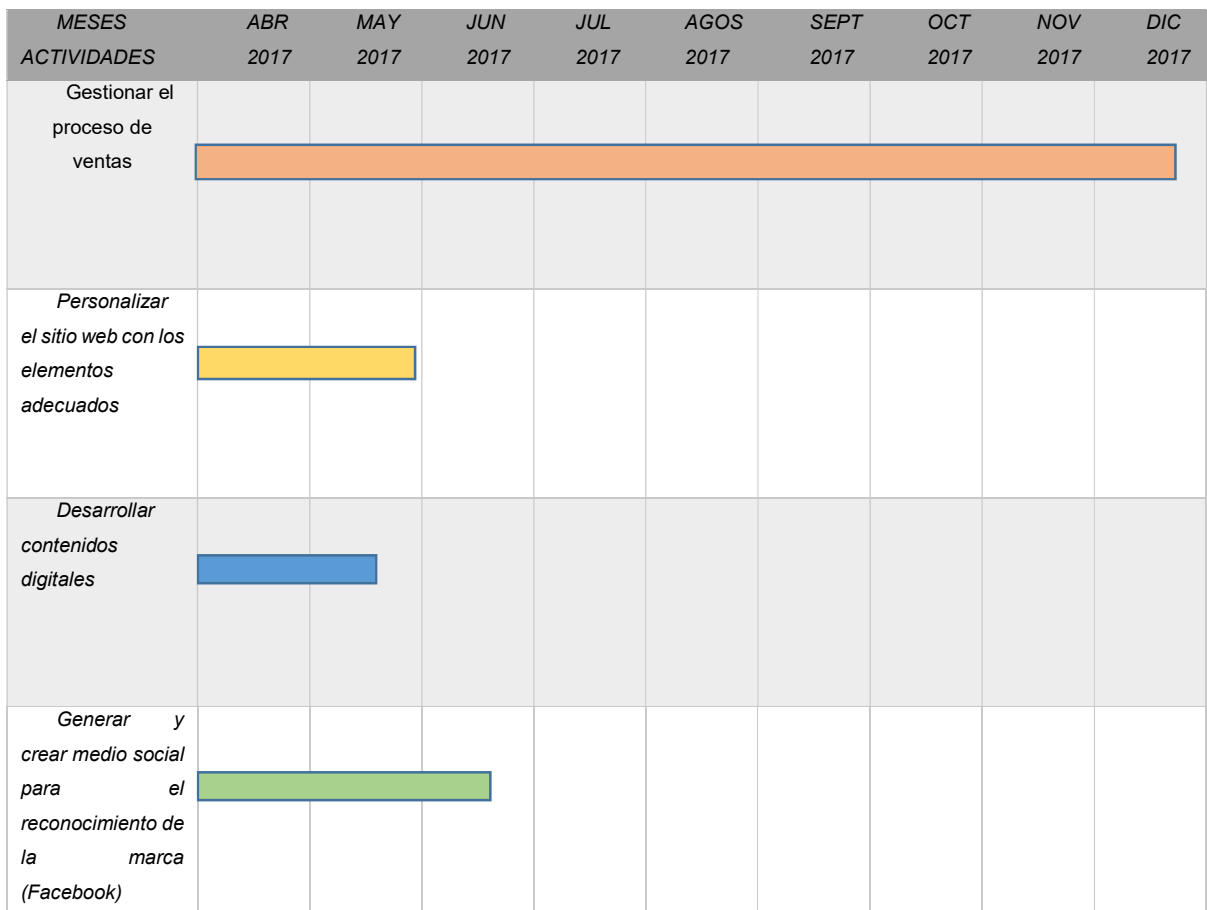 MESES ABR MAY JUN JUL AGOS SEPT OCT NOV DIC
ACTIVIDADES 2017 2017 2017 2017 2017 2017 2017 2017 2017
Gestionar el
proceso de
ventas
Personalizar
el sitio web con los
elementos
adecuados
Desarrollar
contenidos
digitales
Generar y
crear medio social
para el
reconocimiento de
la marca
(Facebook)